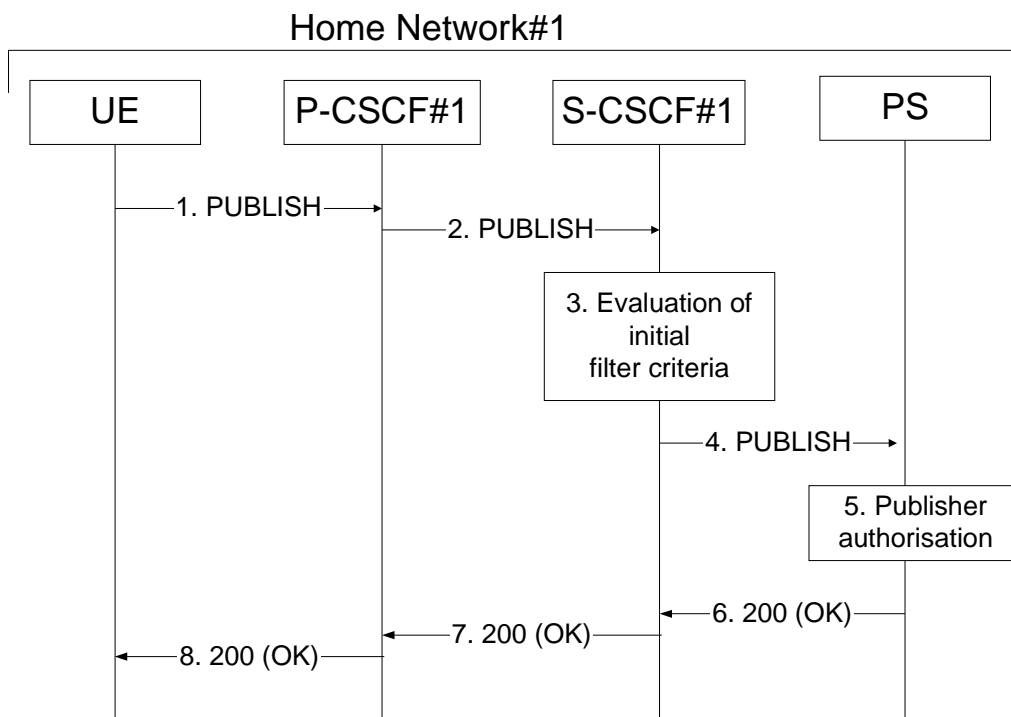 Home Network#1
UE
P-CSCF#1
S-CSCF#1
PS
1. PUBLISH
2. PUBLISH
3. Evaluation of
initial
filter criteria
4. PUBLISH
5. Publisher
authorisation
6. 200 (OK)
7. 200 (OK)
8. 200 (OK)